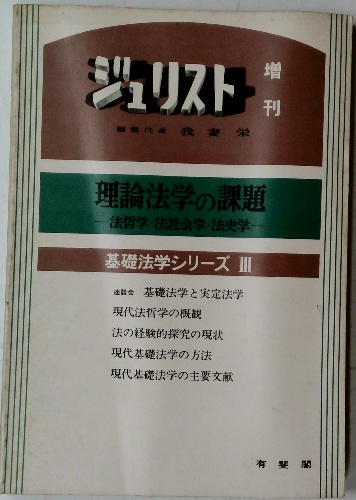 ジュリスト
増刊
編集代表 我妻栄
理論法学の課題
―法哲学・法社会学・法史学―
基礎法学シリーズ Ⅲ
座談会 基礎法学と実定法学
現代法哲学の概観
法の経験的探究の現状
現代基礎法学の方法
現代基礎法学の主要文献
有斐閣